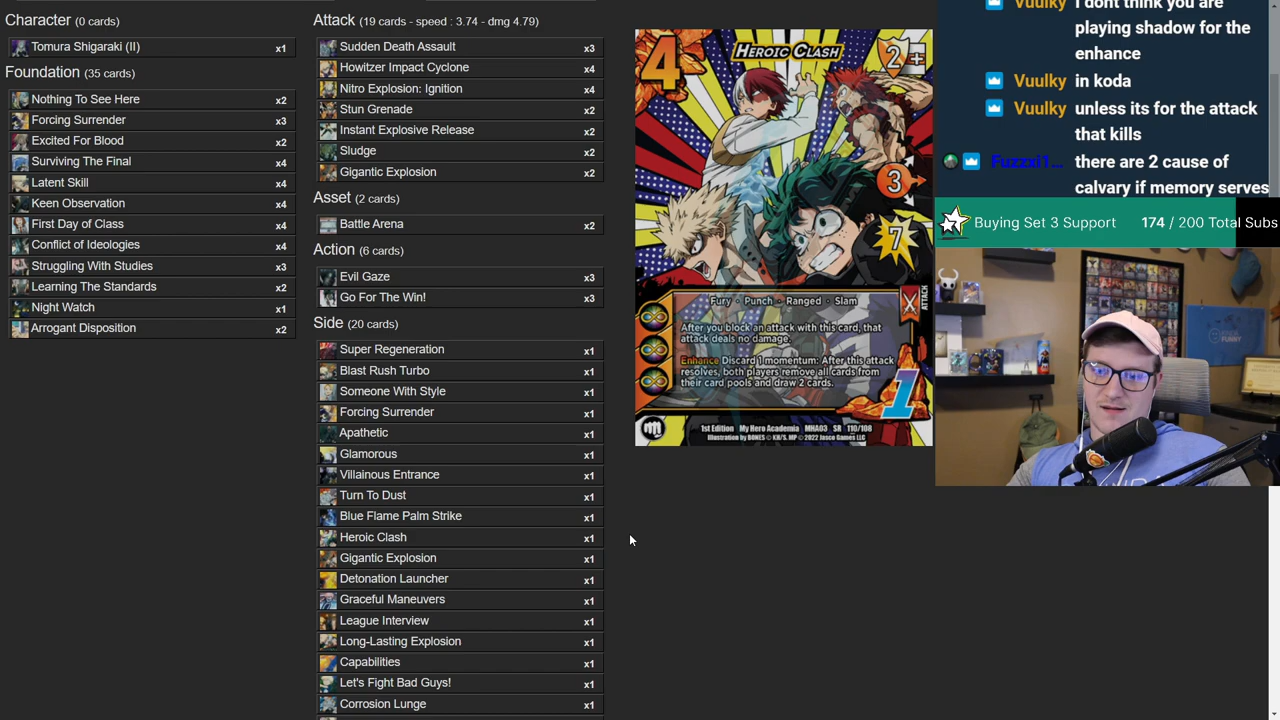 Character (0 cards)
Tomura Shigaraki (II) x1
Foundation (35 cards)
Nothing To See Here x2
Forcing Surrender x3
Excited For Blood x2
Surviving The Final x4
Latent Skill x4
Keen Observation x4
First Day of Class x4
Conflict of Ideologies x4
Struggling With Studies x3
Learning The Standards x2
Night Watch x1
Arrogant Disposition x2
Attack (19 cards - speed : 3.74 - dmg 4.79)
Sudden Death Assault x3
Howitzer Impact Cyclone x4
Nitro Explosion: Ignition x4
Stun Grenade x2
Instant Explosive Release x2
Sludge x2
Gigantic Explosion x2
Asset (2 cards)
Battle Arena x2
Action (6 cards)
Evil Gaze x3
Go For The Win! x3
Side (20 cards)
Super Regeneration x1
Blast Rush Turbo x1
Someone With Style x1
Forcing Surrender x1
Apathetic x1
Glamorous x1
Villainous Entrance x1
Turn To Dust x1
Blue Flame Palm Strike x1
Heroic Clash x1
Gigantic Explosion x1
Detonation Launcher x1
Graceful Maneuvers x1
League Interview x1
Long-Lasting Explosion x1
Capabilities x1
Let's Fight Bad Guys! x1
Corrosion Lunge x1
4 HEROIC CLASH 2+
3
7
Fury • Punch • Ranged • Slam
ATTACK
After you block an attack with this card, that
attack deals no damage.
Enhance Discard 1 momentum: After this attack
resolves, both players remove all cards from
their card pools and draw 2 cards.
1
1st Edition My Hero Academia MHA03 SR 110/108
Illustration by BONES © KH/S. MP © 2022 Jasco Games LLC
Vuulky I dont think you are
playing shadow for the
enhance
Vuulky in koda
Vuulky unless its for the attack
that kills
Fuzzxi1... there are 2 cause of
calvary if memory serves
Buying Set 3 Support 174 / 200 Total Subs